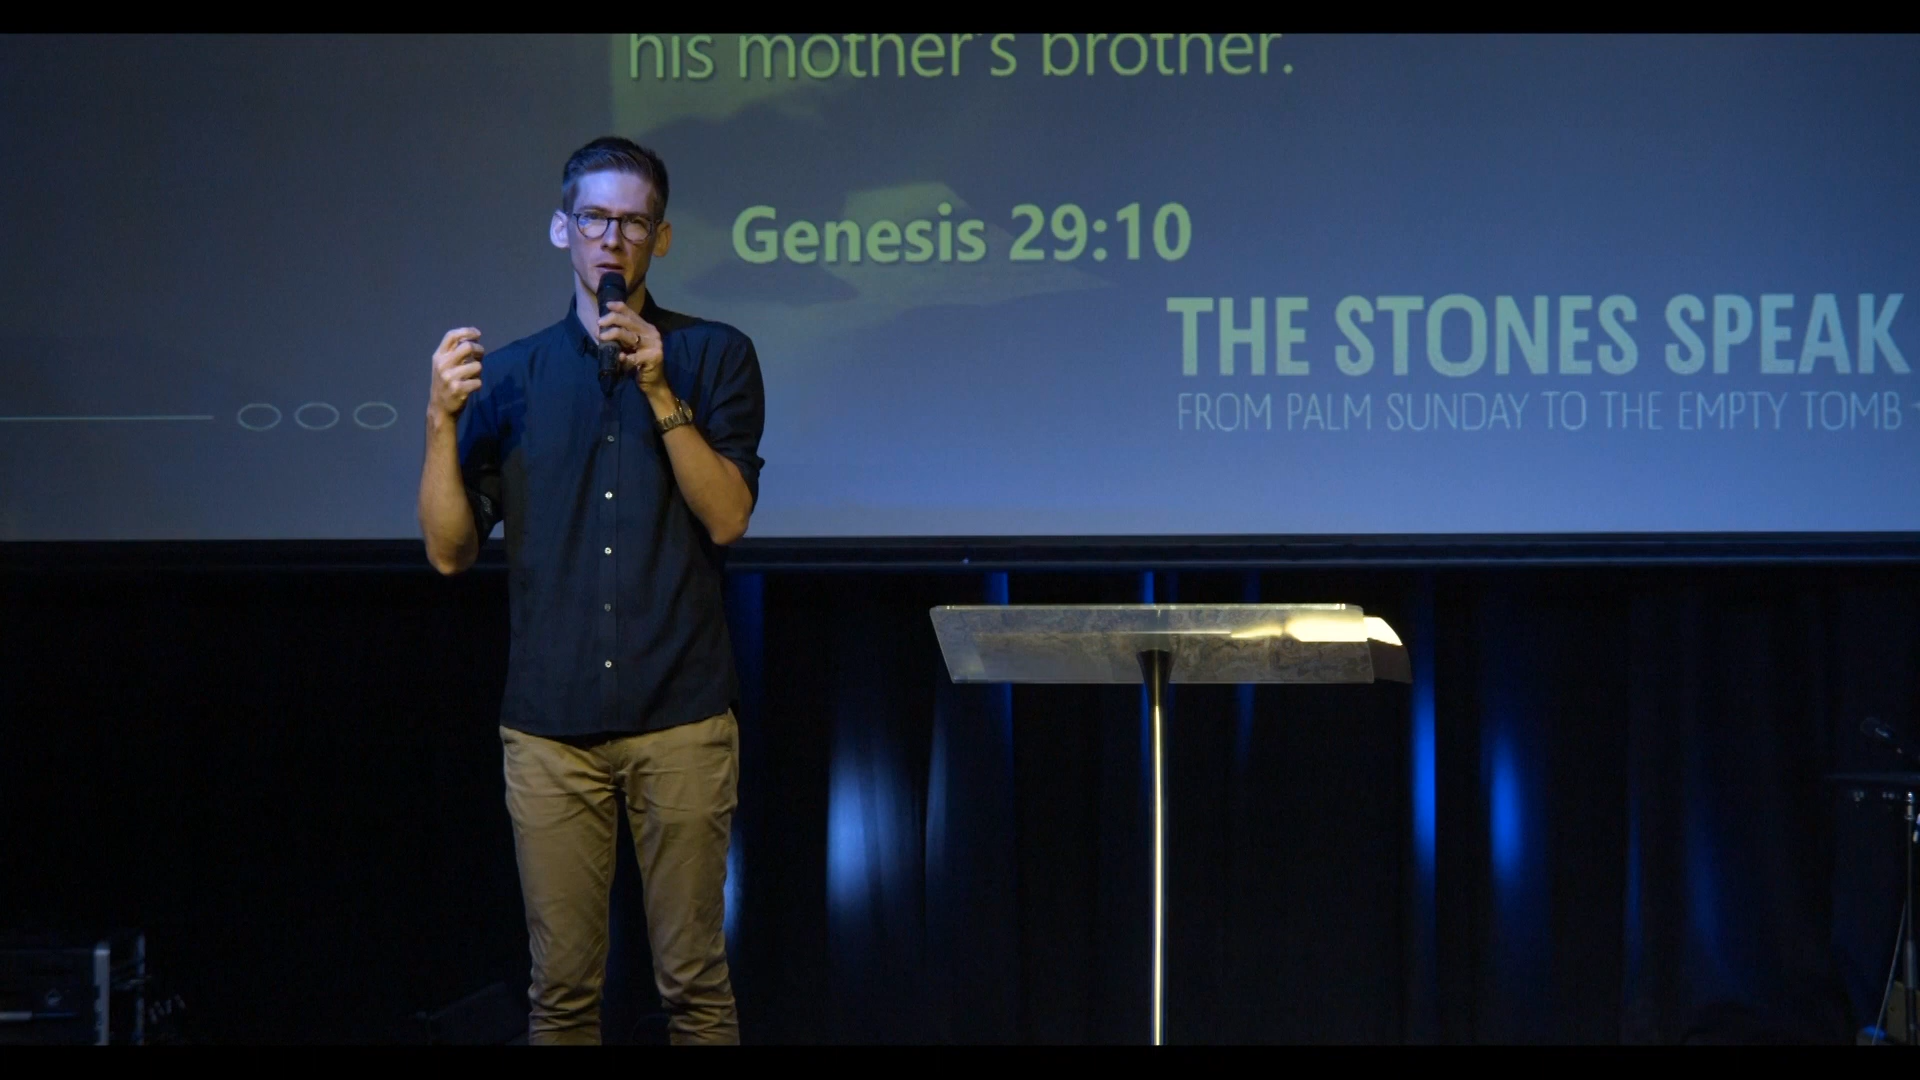 his mother's brother.
Genesis 29:10
THE STONES SPEAK
FROM PALM SUNDAY TO THE EMPTY TOMB